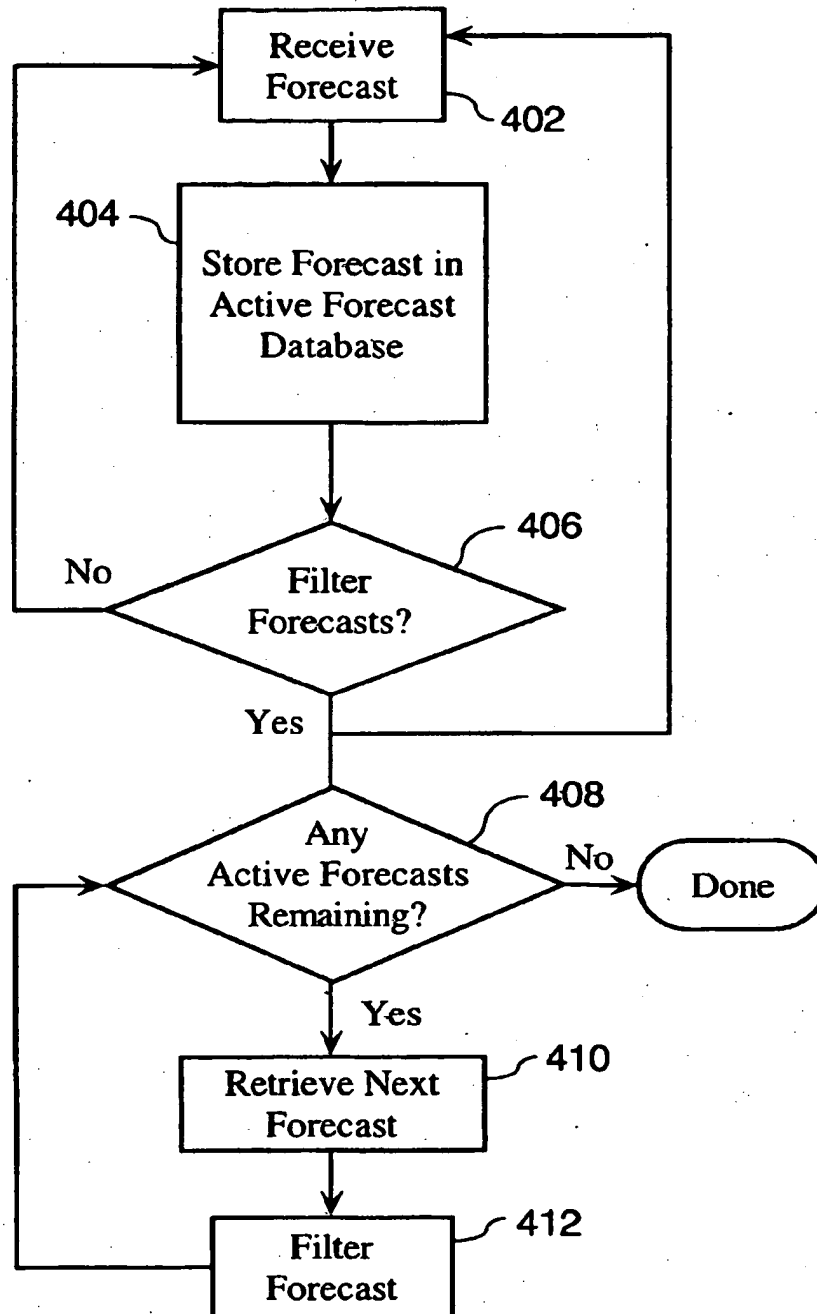 Receive
Forecast
402
404
Store Forecast in
Active Forecast
Database
406
No
Filter
Forecasts?
Yes
408
Any
Active Forecasts
Remaining?
No
Done
Yes
410
Retrieve Next
Forecast
412
Filter
Forecast